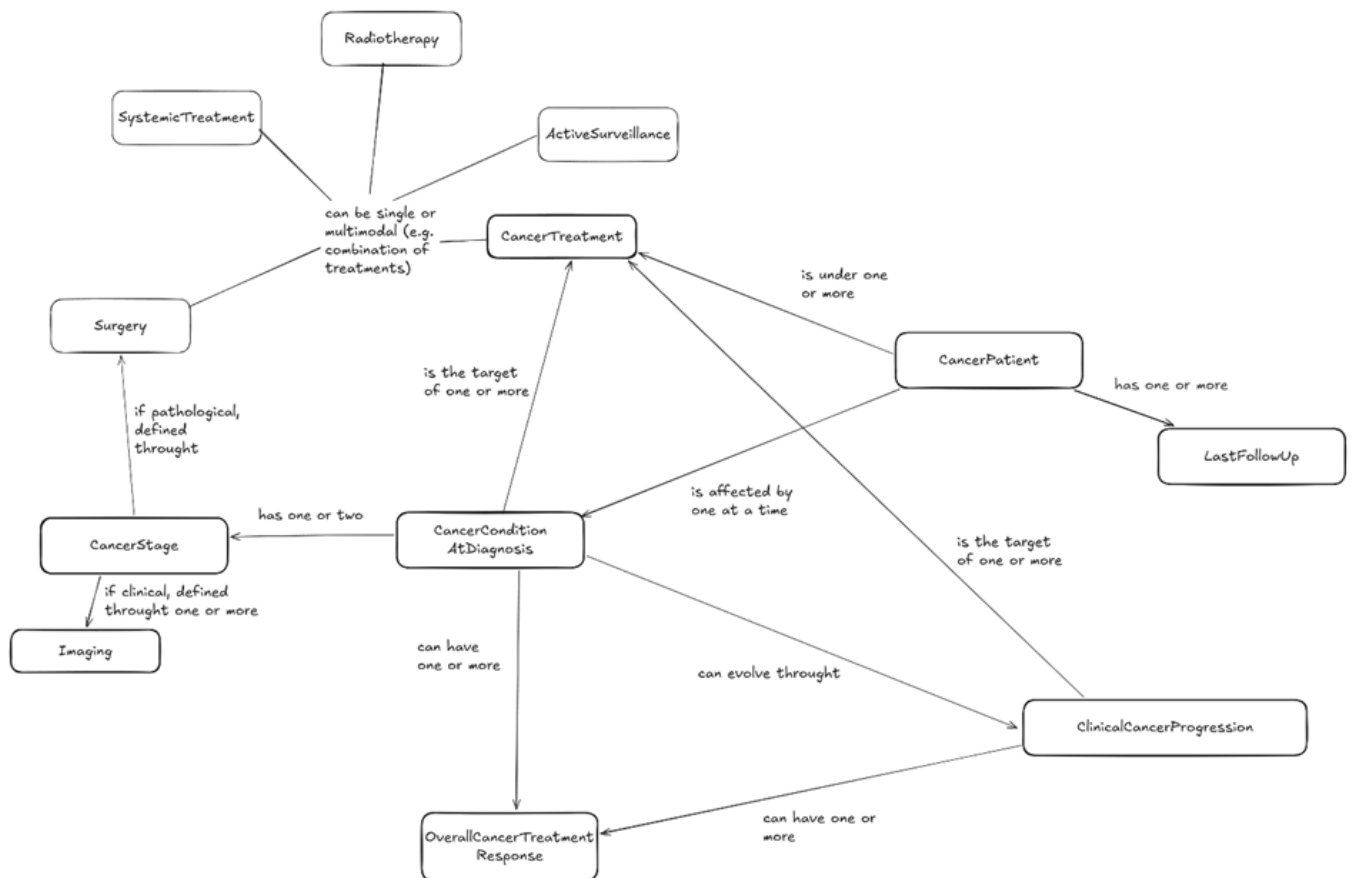 Radiotherapy
SystemicTreatment
ActiveSurveillance
can be single or
multimodal (e.g.
combination of
treatments)
CancerTreatment
is under one
or more
Surgery
CancerPatient
is the target
of one or more
has one or more
if pathological,
defined
throught
LastFollowUp
is affected by
one at a time
has one or two
CancerCondition
AtDiagnosis
CancerStage
is the target
of one or more
if clinical, defined
throught one or more
Imaging
can have
one or more
can evolve throught
ClinicalCancerProgression
OverallCancerTreatment
Response
can have one or
more